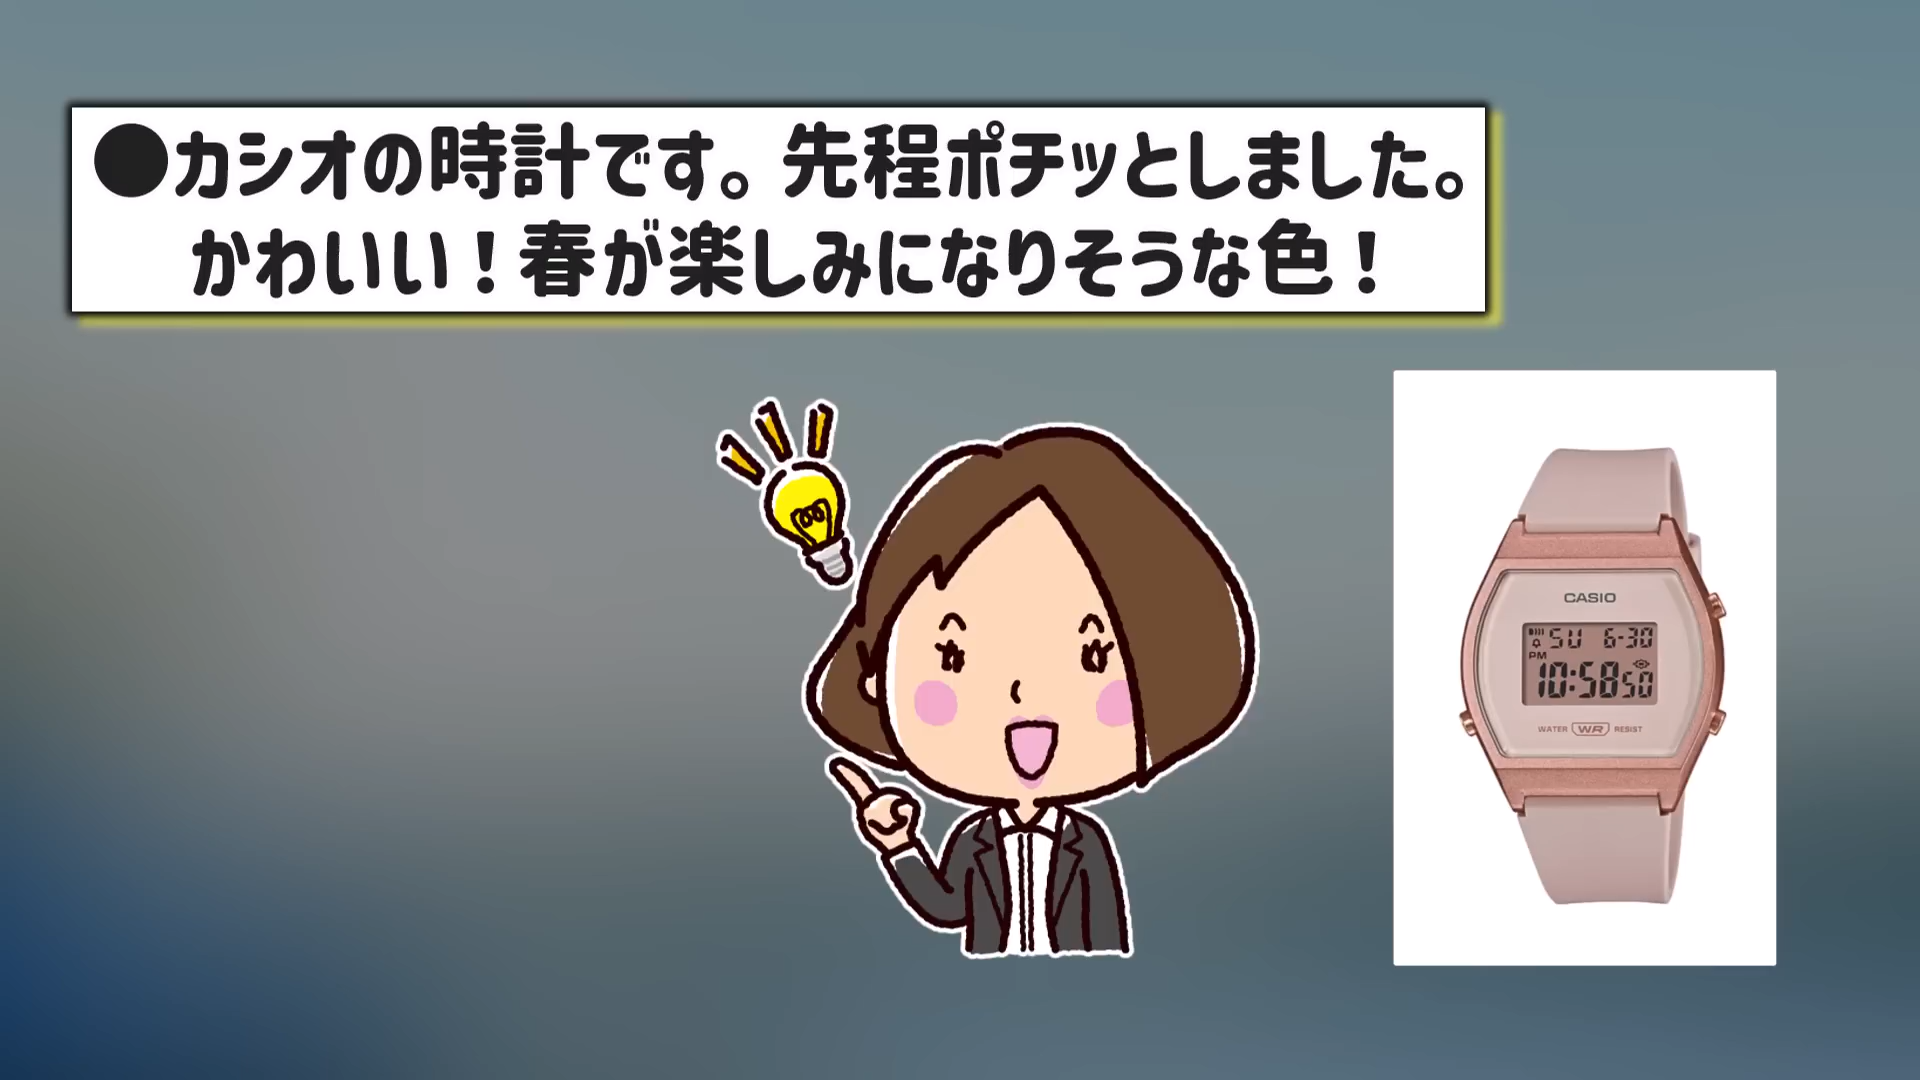 ●カシオの時計です。先程ポチッとしました。
かわいい！春が楽しみになりそうな色！
CASIO
SU 6-30
PM
10:58 50
WATER WR RESIST